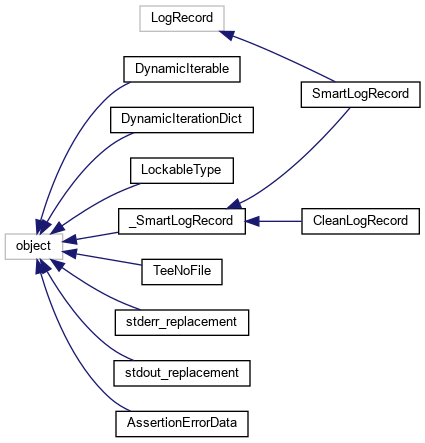 LogRecord
DynamicIterable
SmartLogRecord
DynamicIterationDict
LockableType
_SmartLogRecord
CleanLogRecord
object
TeeNoFile
stderr_replacement
stdout_replacement
AssertionErrorData